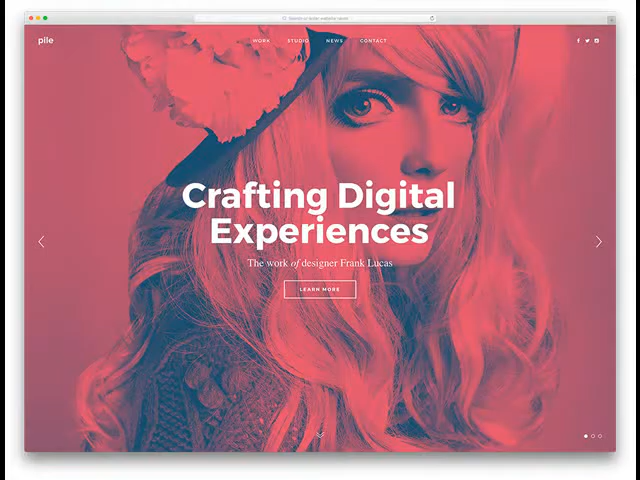 pile
WORK STUDIO NEWS CONTACT
Crafting Digital
Experiences
The work of designer Frank Lucas
LEARN MORE